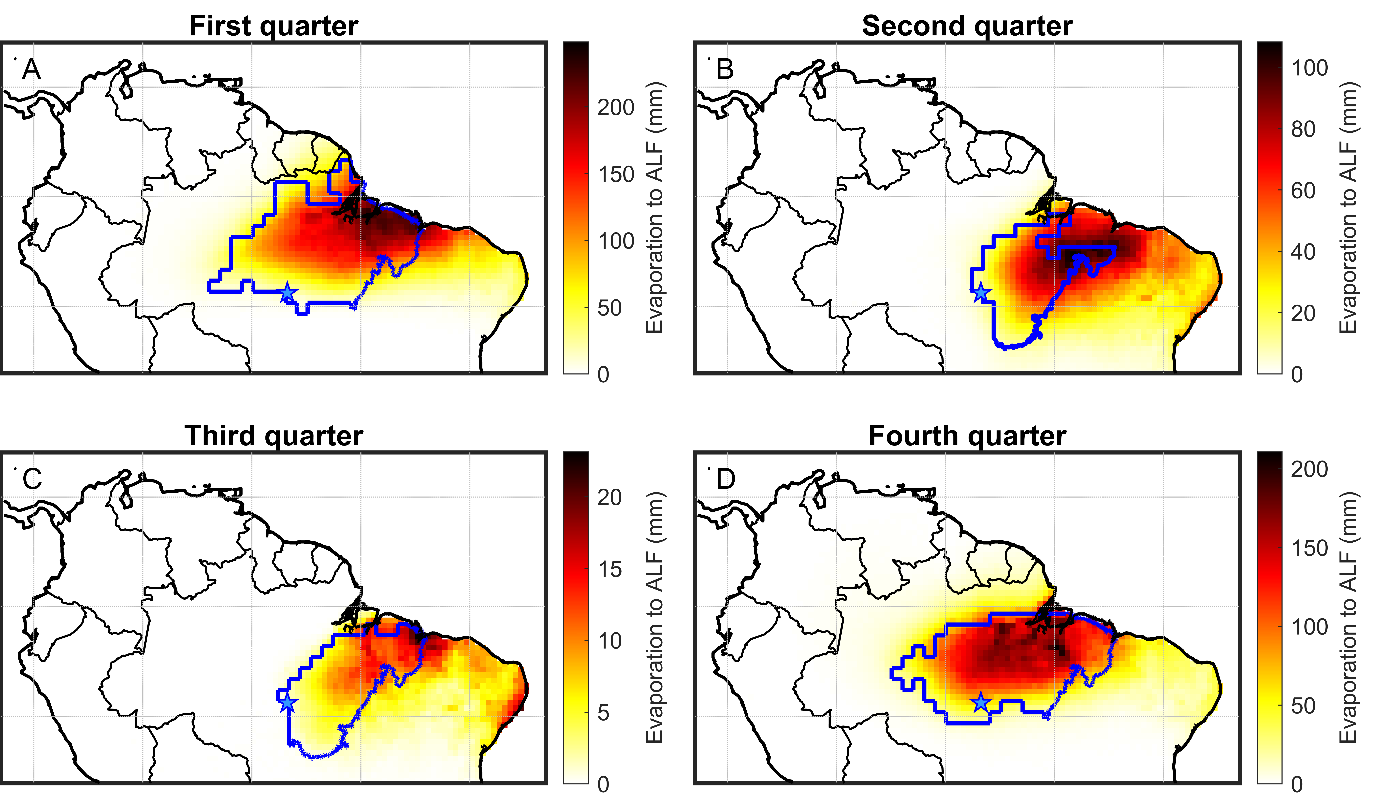 First quarter
A
200
150
100
50
0
Evaporation to ALF (mm)
Second quarter
B
100
80
60
40
20
0
Evaporation to ALF (mm)
Third quarter
C
20
15
10
5
0
Evaporation to ALF (mm)
Fourth quarter
D
200
150
100
50
0
Evaporation to ALF (mm)